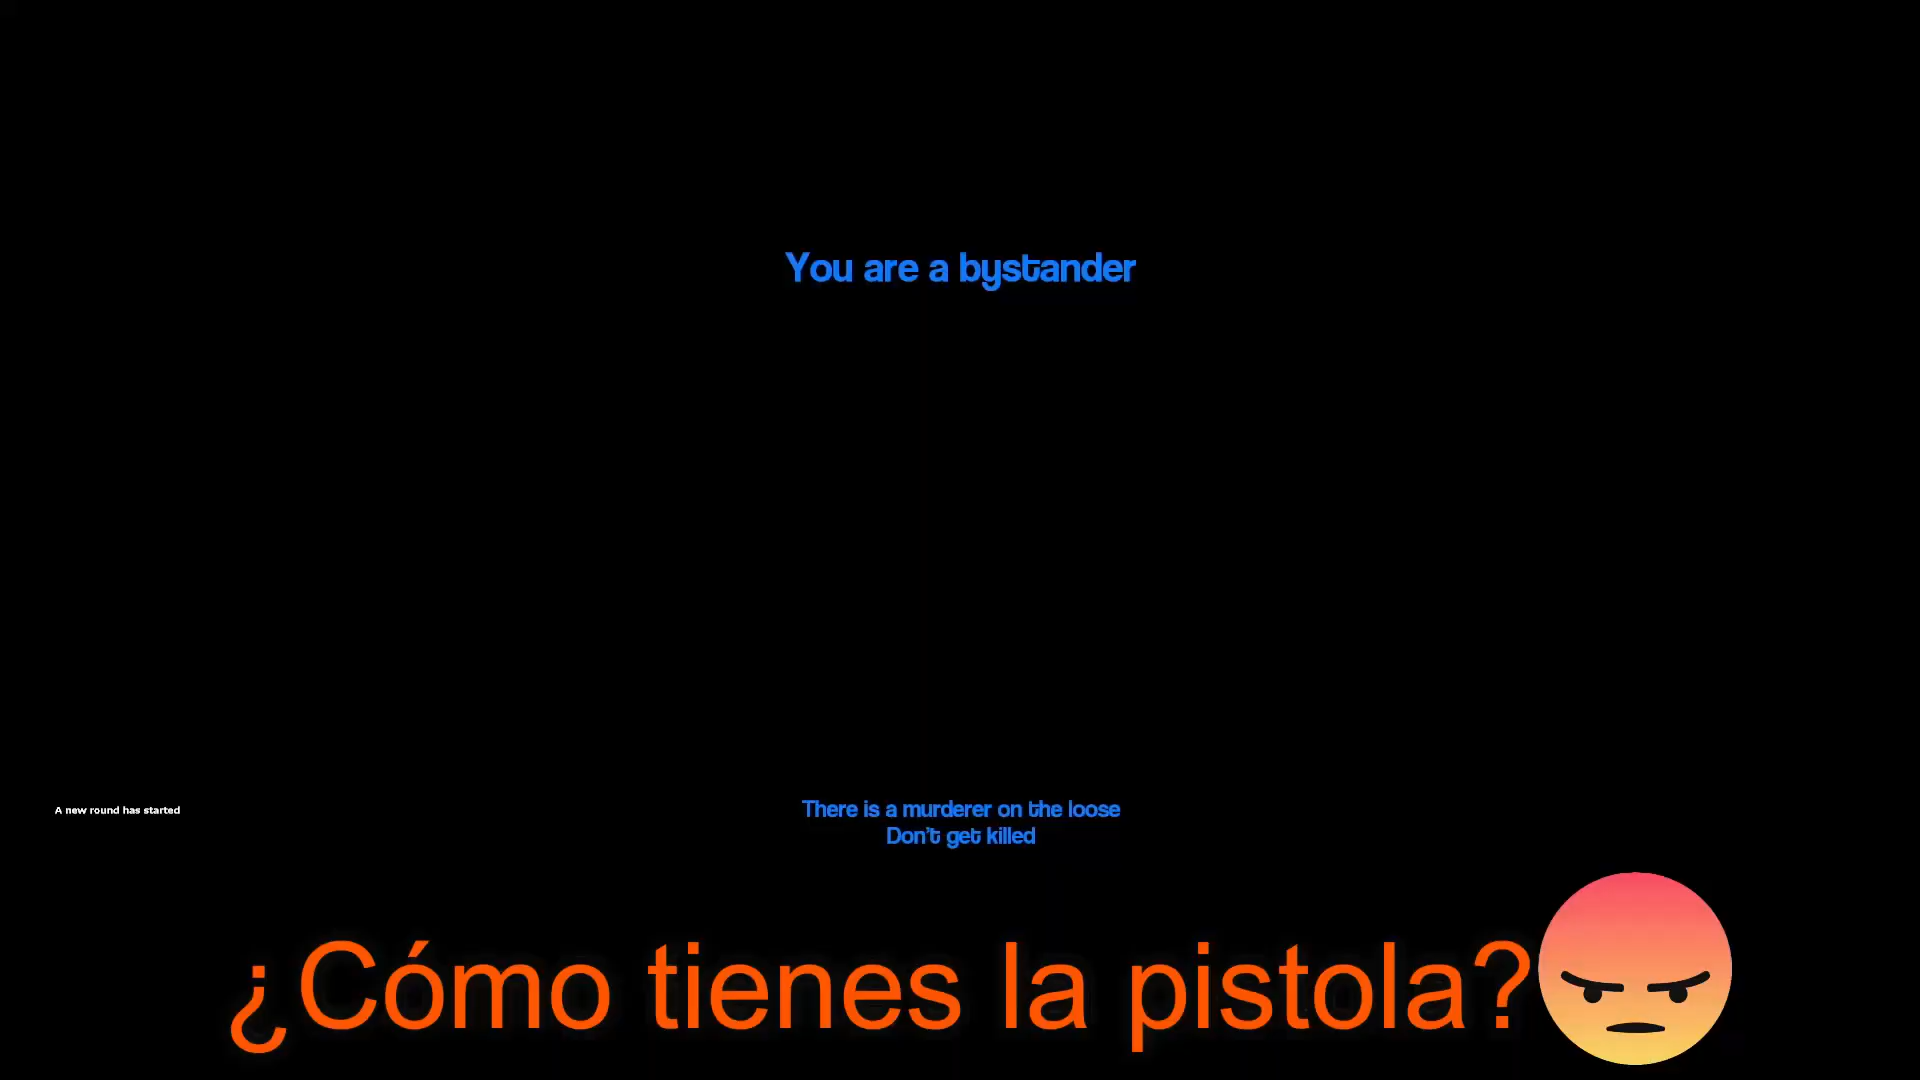 You are a bystander
A new round has started
There is a murderer on the loose
Don't get killed
¿Cómo tienes la pistola?